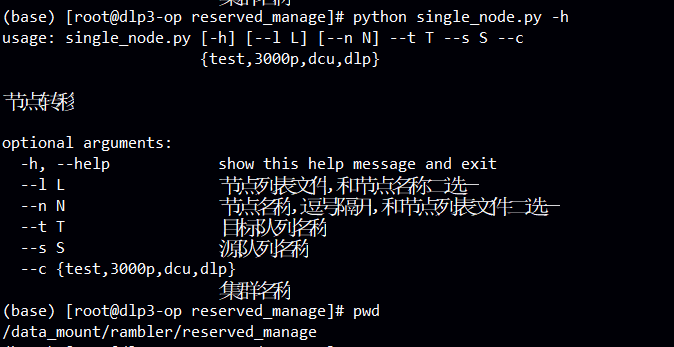 (base) [root@dlp3-op reserved_manage]# python single_node.py -h
usage: single_node.py [-h] [--l L] [--n N] --t T --s S --c
{test,3000p,dcu,dlp}
节点转移
optional arguments:
-h, --help show this help message and exit
--l L 节点列表文件,和节点名称二选一
--n N 节点名称,逗号隔开,和节点列表文件二选一
--t T 目标队列名称
--s S 源队列名称
--c {test,3000p,dcu,dlp}
集群名称
(base) [root@dlp3-op reserved_manage]# pwd
/data_mount/rambler/reserved_manage